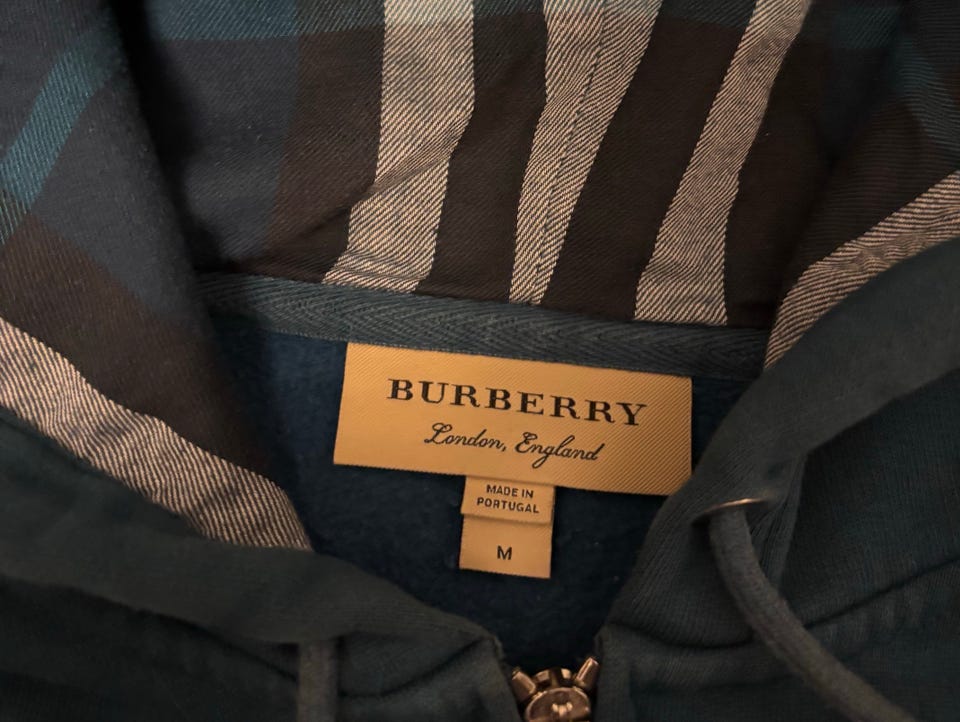 BURBERRY
London, England
MADE IN
PORTUGAL
M